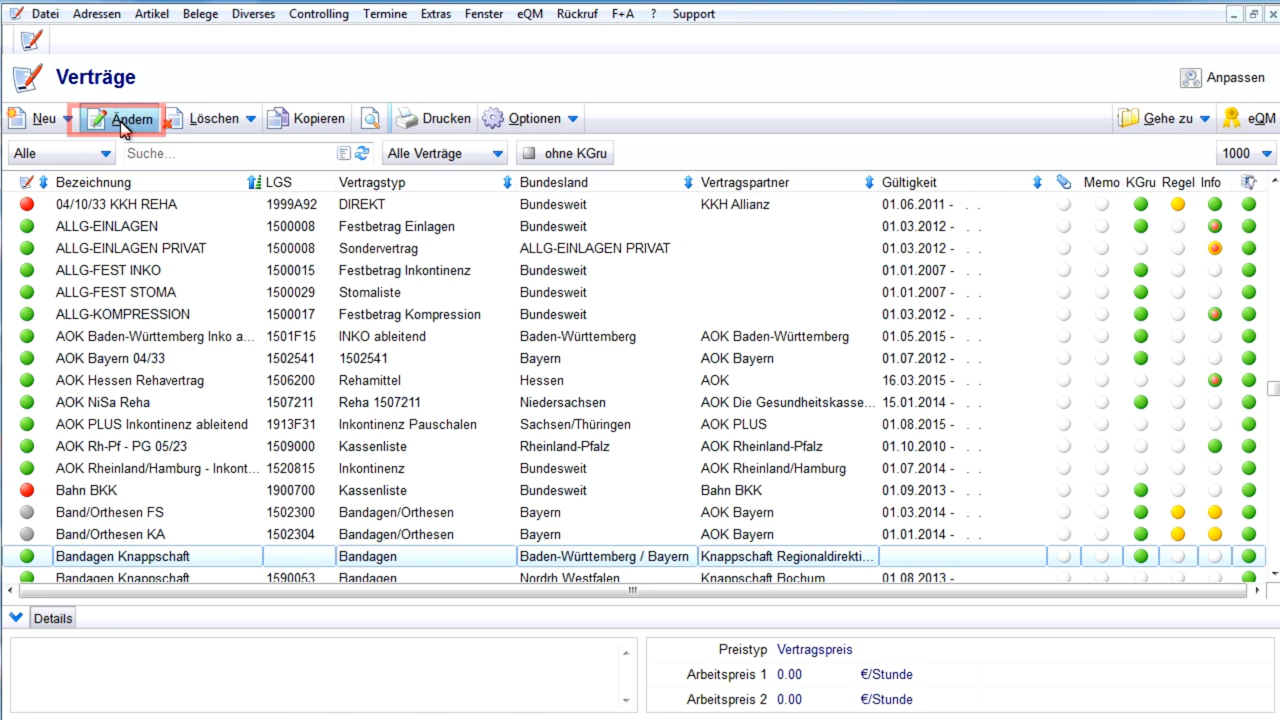 Datei Adressen Artikel Belege Diverses Controlling Termine Extras Fenster eQM Rückruf F+A ? Support
Verträge Anpassen
Neu Ändern Löschen Kopieren Drucken Optionen Gehe zu eQM
Alle Suche... Alle Verträge ohne KGru 1000
Bezeichnung LGS Vertragstyp Bundesland Vertragspartner Gültigkeit Memo KGru Regel Info
04/10/33 KKH REHA 1999A92 DIREKT Bundesweit KKH Allianz 01.06.2011 - . .
ALLG-EINLAGEN 1500008 Festbetrag Einlagen Bundesweit 01.03.2012 - . .
ALLG-EINLAGEN PRIVAT 1500008 Sondervertrag ALLG-EINLAGEN PRIVAT 01.03.2012 - . .
ALLG-FEST INKO 1500015 Festbetrag Inkontinenz Bundesweit 01.01.2007 - . .
ALLG-FEST STOMA 1500029 Stomaliste Bundesweit 01.01.2007 - . .
ALLG-KOMPRESSION 1500017 Festbetrag Kompression Bundesweit 01.03.2012 - . .
AOK Baden-Württemberg Inko a... 1501F15 INKO ableitend Baden-Württemberg AOK Baden-Württemberg 01.05.2015 - . .
AOK Bayern 04/33 1502541 1502541 Bayern AOK Bayern 01.07.2012 - . .
AOK Hessen Rehavertrag 1506200 Rehamittel Hessen AOK 16.03.2015 - . .
AOK NiSa Reha 1507211 Reha 1507211 Niedersachsen AOK Die Gesundheitskasse... 15.01.2014 - . .
AOK PLUS Inkontinenz ableitend 1913F31 Inkontinenz Pauschalen Sachsen/Thüringen AOK PLUS 01.08.2015 - . .
AOK Rh-Pf - PG 05/23 1509000 Kassenliste Rheinland-Pfalz AOK Rheinland-Pfalz 01.10.2010 - . .
AOK Rheinland/Hamburg - Inkont... 1520815 Inkontinenz Bundesweit AOK Rheinland/Hamburg 01.07.2014 - . .
Bahn BKK 1900700 Kassenliste Bundesweit Bahn BKK 01.09.2013 - . .
Band/Orthesen FS 1502300 Bandagen/Orthesen Bayern AOK Bayern 01.03.2014 - . .
Band/Orthesen KA 1502304 Bandagen/Orthesen Bayern AOK Bayern 01.01.2014 - . .
Bandagen Knappschaft Bandagen Baden-Württemberg / Bayern Knappschaft Regionaldirekti...
Bandagen Knappschaft 1590053 Bandagen Nordrh Westfalen Knappschaft Bochum 01.08.2013 -
Details
Preistyp Vertragspreis
Arbeitspreis 1 0.00 €/Stunde
Arbeitspreis 2 0.00 €/Stunde